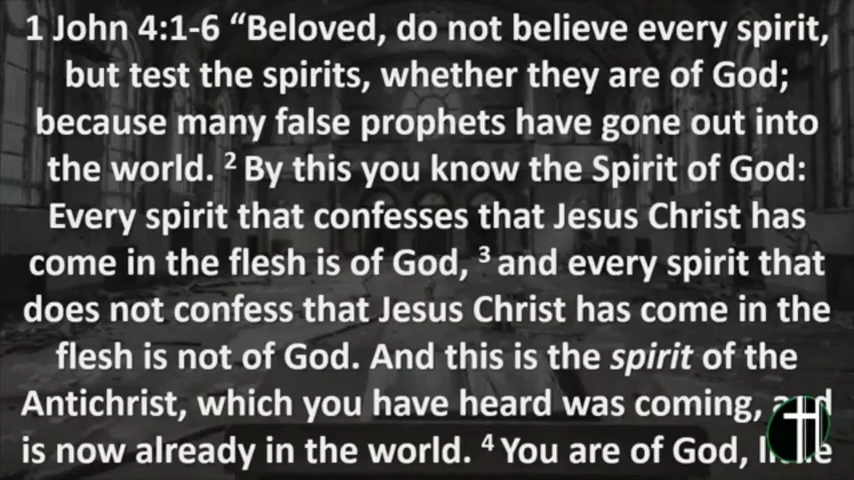 1 John 4:1-6 “Beloved, do not believe every spirit,
but test the spirits, whether they are of God;
because many false prophets have gone out into
the world. ² By this you know the Spirit of God:
Every spirit that confesses that Jesus Christ has
come in the flesh is of God, ³ and every spirit that
does not confess that Jesus Christ has come in the
flesh is not of God. And this is the spirit of the
Antichrist, which you have heard was coming, and
is now already in the world. ⁴ You are of God,